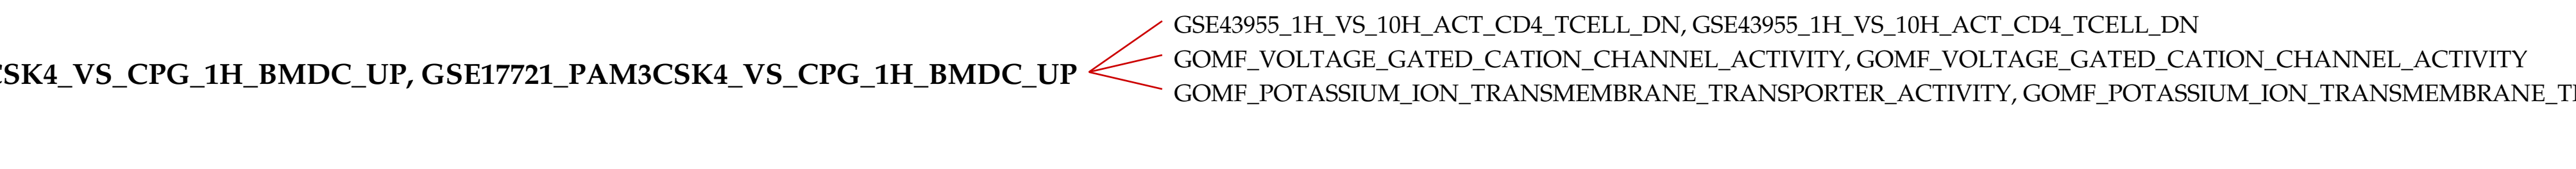 CSK4_VS_CPG_1H_BMDC_UP, GSE17721_PAM3CSK4_VS_CPG_1H_BMDC_UP
GSE43955_1H_VS_10H_ACT_CD4_TCELL_DN, GSE43955_1H_VS_10H_ACT_CD4_TCELL_DN
GOMF_VOLTAGE_GATED_CATION_CHANNEL_ACTIVITY, GOMF_VOLTAGE_GATED_CATION_CHANNEL_ACTIVITY
GOMF_POTASSIUM_ION_TRANSMEMBRANE_TRANSPORTER_ACTIVITY, GOMF_POTASSIUM_ION_TRANSMEMBRANE_T